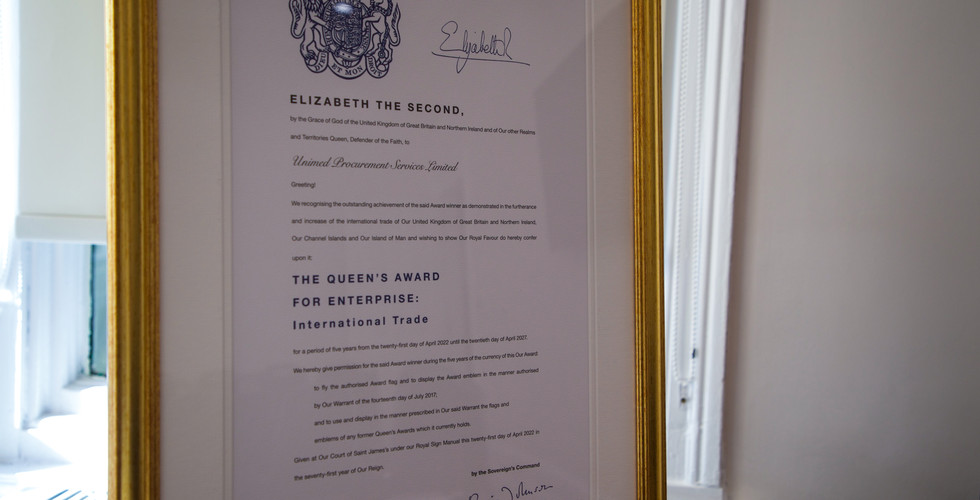 ET MON
Elizabeth R
ELIZABETH THE SECOND,
by the Grace of God of the United Kingdom of Great Britain and Northern Ireland and of Our other Realms
and Territories Queen, Defender of the Faith, to
Unimed Procurement Services Limited
Greeting!
We recognising the outstanding achievement of the said Award winner as demonstrated in the furtherance
and increase of the international trade of Our United Kingdom of Great Britain and Northern Ireland,
Our Channel Islands and Our Island of Man and wishing to show Our Royal Favour do hereby confer
upon it:
THE QUEEN'S AWARD
FOR ENTERPRISE:
International Trade
for a period of five years from the twenty-first day of April 2022 until the twentieth day of April 2027.
We hereby give permission for the said Award winner during the five years of the currency of this Our Award
to fly the authorised Award flag and to display the Award emblem in the manner authorised
by Our Warrant of the fourteenth day of July 2017;
and to use and display in the manner prescribed in Our said Warrant the flags and
emblems of any former Queen's Awards which it currently holds.
Given at Our Court of Saint James's under our Royal Sign Manual this twenty-first day of April 2022 in
the seventy-first year of Our Reign.
by the Sovereign's Command